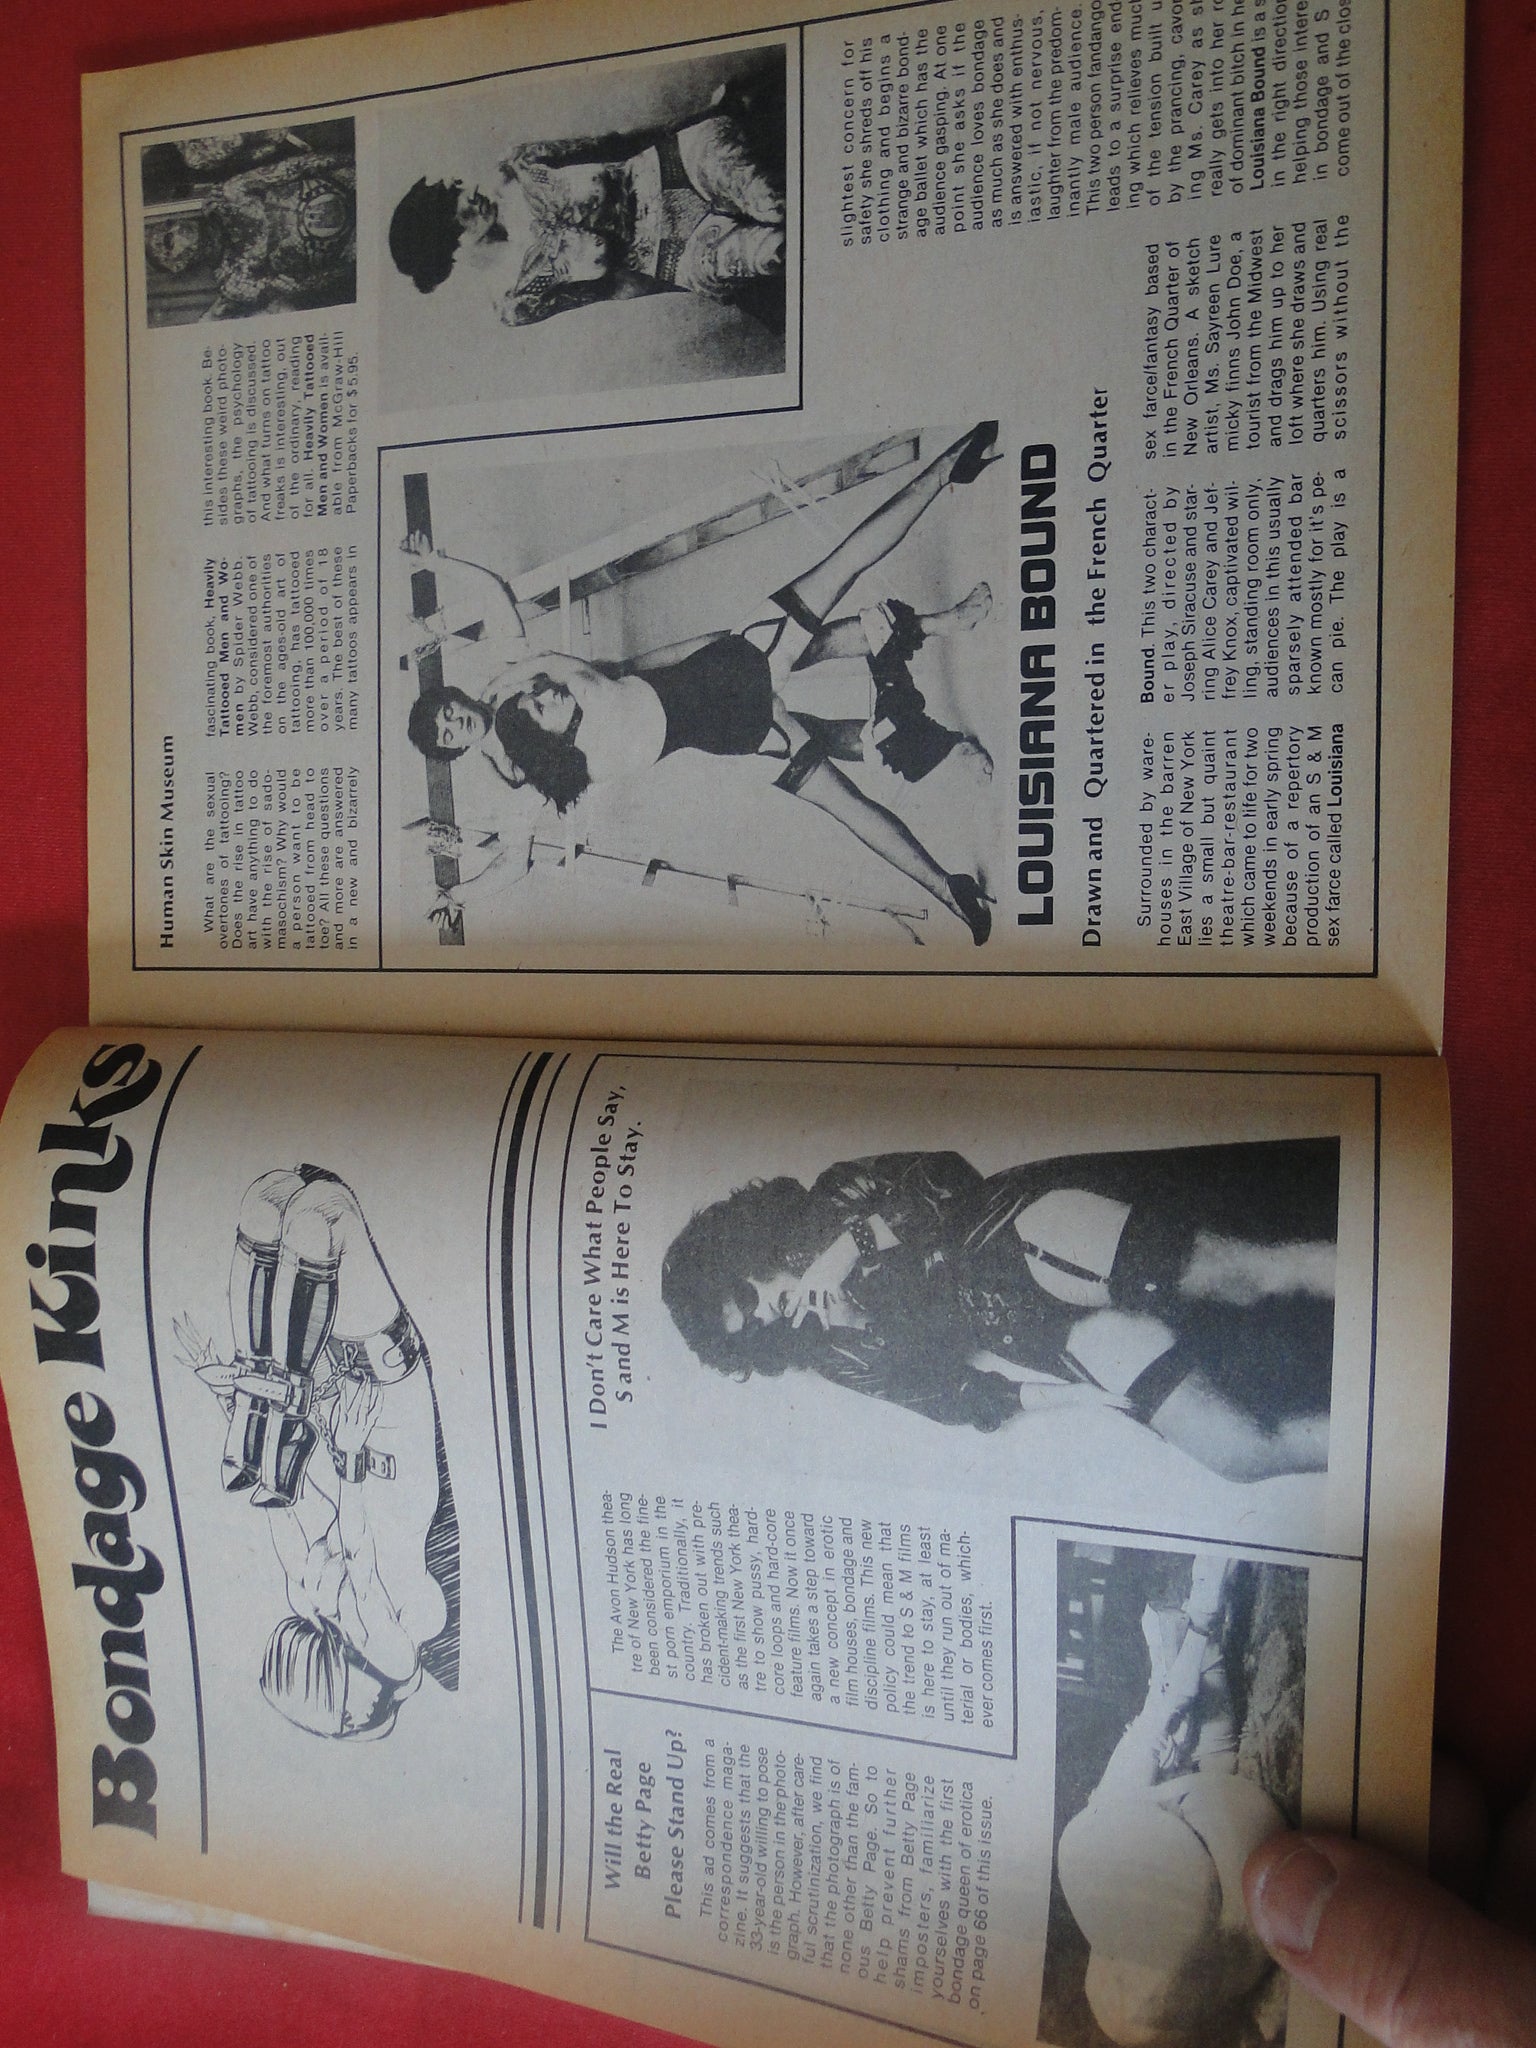 Bondage Kinks
Will the Real
Betty Page
Please Stand Up?
This ad comes from a
correspondence maga-
zine. It suggests that the
33-year-old willing to pose
is the person in the photo-
graph. However, after care-
ful scrutinization, we find
that the photograph is of
none other than the fam-
ous Betty Page. So to
help prevent further
shams from Betty Page
imposters, familiarize
yourselves with the first
bondage queen of erotica
on page 66 of this issue.
I Don't Care What People Say,
S and M is Here To Stay.
The Avon Hudson thea-
tre of New York has long
been considered the fine-
st porn emporium in the
country. Traditionally, it
has broken out with pre-
cident-making trends such
as the first New York thea-
tre to show pussy, hard-
core loops and hard-core
feature films. Now it once
again takes a step toward
a new concept in erotic
film houses, bondage and
discipline films. This new
policy could mean that
the trend to S & M films
is here to stay, at least
until they run out of ma-
terial or bodies, which-
ever comes first.
Human Skin Museum
What are the sexual
overtones of tattooing?
Does the rise in tattoo
art have anything to do
with the rise of sado-
masochism? Why would
a person want to be
tattooed from head to
toe? All these questions
and more are answered
in a new and bizarrely
fascinating book, Heavily
Tattooed Men and Wo-
men by Spider Webb.
Webb, considered one of
the foremost authorities
on the ages-old art of
tattooing, has tattooed
more than 100,000 times
over a period of 18
years. The best of these
many tattoos appears in
this interesting book. Be-
sides these weird photo-
graphs, the psychology
of tattooing is discussed.
And what turns on tattoo
freaks is interesting, out
of the ordinary, reading
for all. Heavily Tattooed
Men and Women is avail-
able from McGraw-Hill
Paperbacks for $5.95.
LOUISIANA BOUND
Drawn and Quartered in the French Quarter
Surrounded by ware-
houses in the barren
East Village of New York
lies a small but quaint
theatre-bar-restaurant
which came to life for two
weekends in early spring
because of a repertory
production of an S & M
sex farce called Louisiana
Bound. This two charact-
er play, directed by
Joseph Siracuse and star-
ring Alice Carey and Jef-
frey Knox, captivated wil-
ling, standing room only,
audiences in this usually
sparsely attended bar
known mostly for it's pe-
can pie. The play is a
sex farce/fantasy based
in the French Quarter of
New Orleans. A sketch
artist, Ms. Sayreen Lure
micky finns John Doe, a
tourist from the Midwest
and drags him up to her
loft where she draws and
quarters him. Using real
scissors without the
slightest concern for
safety she shreds off his
clothing and begins a
strange and bizarre bond-
age ballet which has the
audience gasping. At one
point she asks if the
audience loves bondage
as much as she does and
is answered with enthus-
iastic, if not nervous,
laughter from the predom-
inantly male audience.
This two person fandango
leads to a surprise end-
ing which relieves much
of the tension built u
by the prancing, cavor
ing Ms. Carey as sh
really gets into her ro
of dominant bitch in he
Louisiana Bound is a s
in the right direction
helping those intere
in bondage and S
come out of the clos